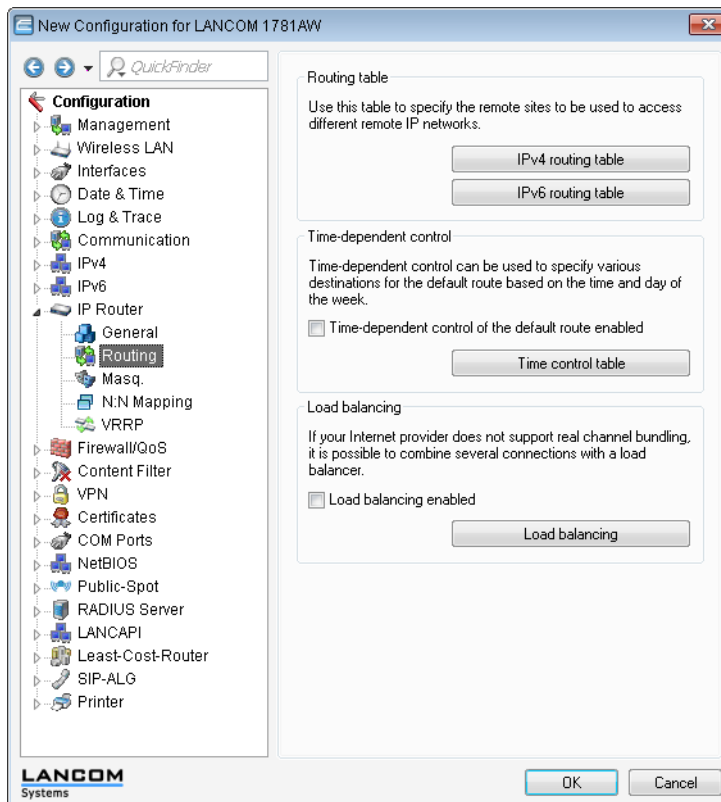 New Configuration for LANCOM 1781AW
QuickFinder
Configuration
Management
Wireless LAN
Interfaces
Date & Time
Log & Trace
Communication
IPv4
IPv6
IP Router
General
Routing
Masq.
N:N Mapping
VRRP
Firewall/QoS
Content Filter
VPN
Certificates
COM Ports
NetBIOS
Public-Spot
RADIUS Server
LANCAPI
Least-Cost-Router
SIP-ALG
Printer
Routing table
Use this table to specify the remote sites to be used to access
different remote IP networks.
IPv4 routing table
IPv6 routing table
Time-dependent control
Time-dependent control can be used to specify various
destinations for the default route based on the time and day of
the week.
Time-dependent control of the default route enabled
Time control table
Load balancing
If your Internet provider does not support real channel bundling,
it is possible to combine several connections with a load
balancer.
Load balancing enabled
Load balancing
LANCOM
Systems
OK
Cancel